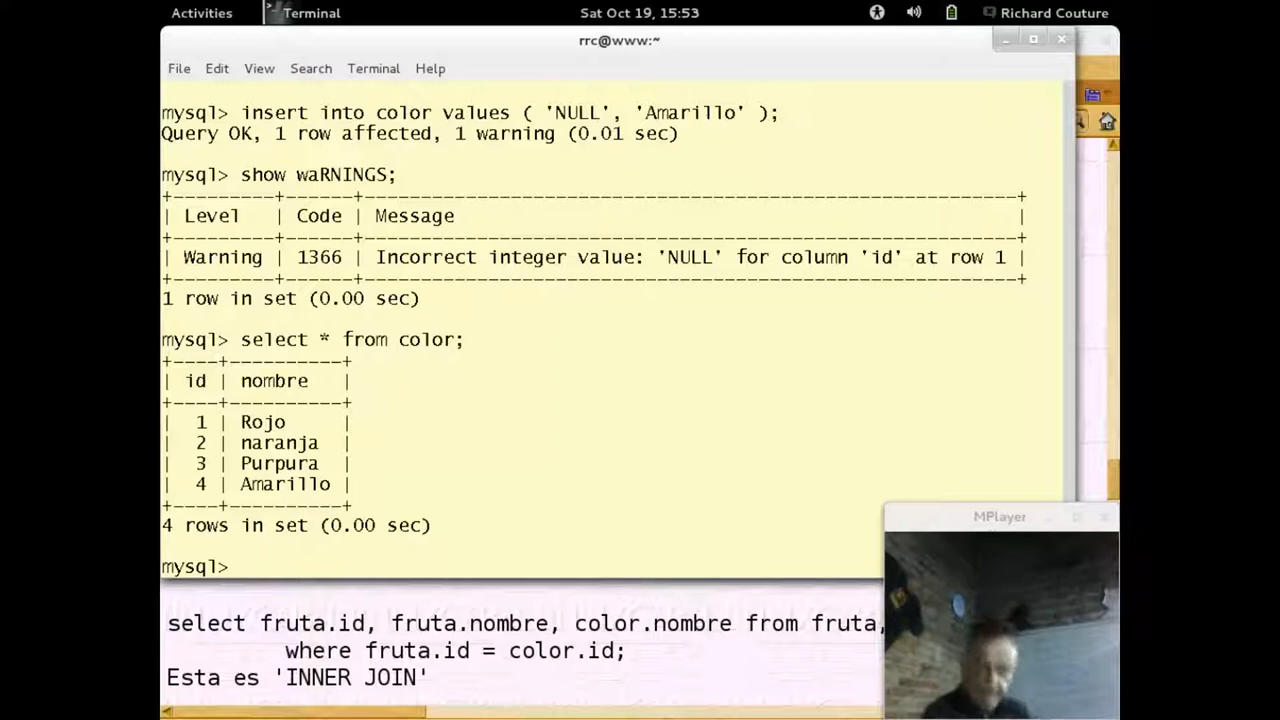 Activities Terminal Sat Oct 19, 15:53 Richard Couture
rrc@www:~
File Edit View Search Terminal Help
mysql> insert into color values ( 'NULL', 'Amarillo' );
Query OK, 1 row affected, 1 warning (0.01 sec)
mysql> show waRNINGS;
+---------+------+---------------------------------------------------------+
| Level | Code | Message |
+---------+------+---------------------------------------------------------+
| Warning | 1366 | Incorrect integer value: 'NULL' for column 'id' at row 1 |
+---------+------+---------------------------------------------------------+
1 row in set (0.00 sec)
mysql> select * from color;
+----+----------+
| id | nombre |
+----+----------+
| 1 | Rojo |
| 2 | naranja |
| 3 | Purpura |
| 4 | Amarillo |
+----+----------+
4 rows in set (0.00 sec)
mysql>
MPlayer
select fruta.id, fruta.nombre, color.nombre from fruta,
where fruta.id = color.id;
Esta es 'INNER JOIN'